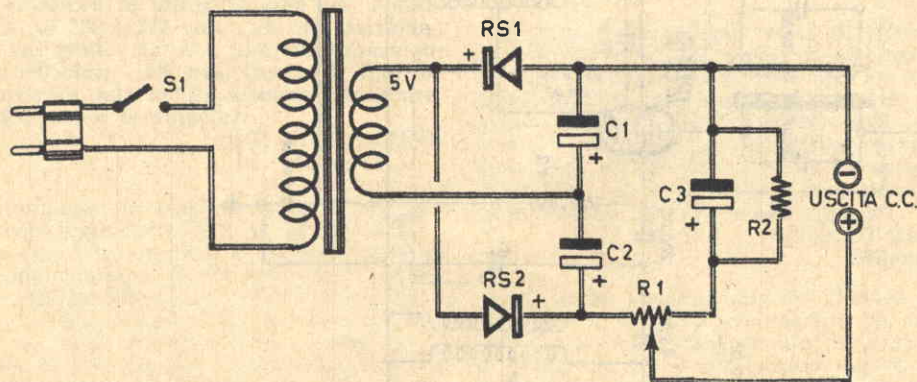 RS1
+
5V
S1
C1
+
C3
+
R2
−
USCITA C.C.
+
C2
+
RS2
+
R1